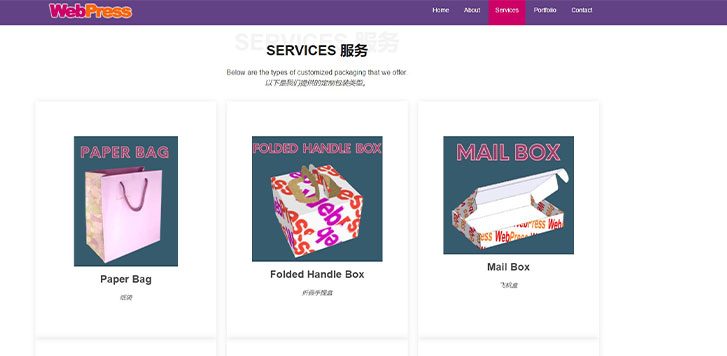 WebPress
Home About Services Portfolio Contact
SERVICES 服务
SERVICES 服务
Below are the types of customized packaging that we offer.
以下是我们提供的定制包装类型。
PAPER BAG
FOLDED HANDLE BOX
MAIL BOX
Paper Bag
纸袋
Folded Handle Box
折叠手提盒
Mail Box
飞机盒